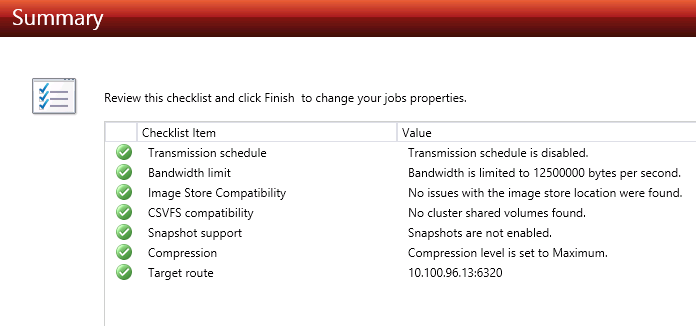 Summary
Review this checklist and click Finish  to change your jobs properties.
Checklist Item Value
Transmission schedule Transmission schedule is disabled.
Bandwidth limit Bandwidth is limited to 12500000 bytes per second.
Image Store Compatibility No issues with the image store location were found.
CSVFS compatibility No cluster shared volumes found.
Snapshot support Snapshots are not enabled.
Compression Compression level is set to Maximum.
Target route 10.100.96.13:6320